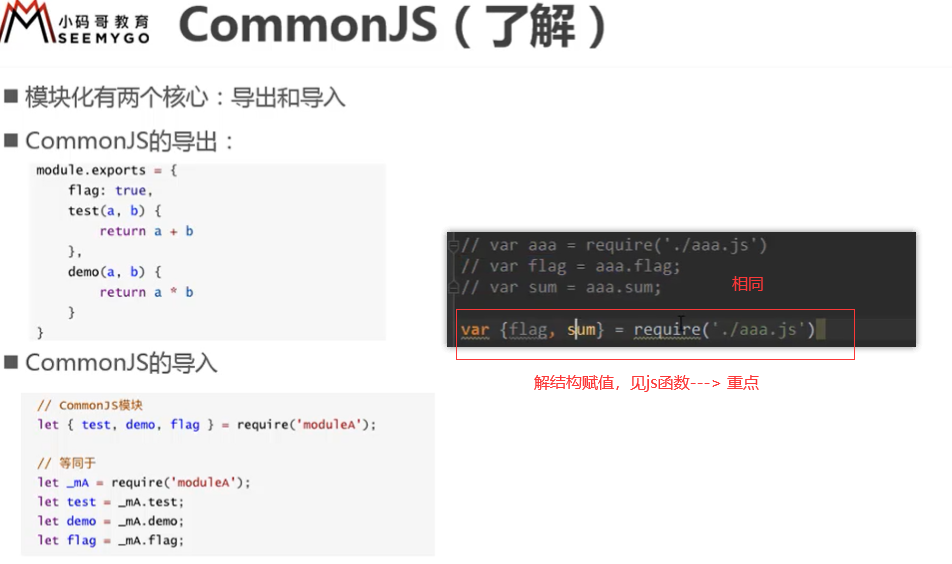 小码哥教育
SEEMYGO
CommonJS（了解）
模块化有两个核心：导出和导入
CommonJS的导出：
module.exports = {
    flag: true,
    test(a, b) {
        return a + b
    },
    demo(a, b) {
        return a * b
    }
}
CommonJS的导入
// CommonJS模块
let { test, demo, flag } = require('moduleA');
// 等同于
let _mA = require('moduleA');
let test = _mA.test;
let demo = _mA.demo;
let flag = _mA.flag;
// var aaa = require('./aaa.js')
// var flag = aaa.flag;
// var sum = aaa.sum;
相同
var {flag, sum} = require('./aaa.js')
解结构赋值，见js函数---> 重点